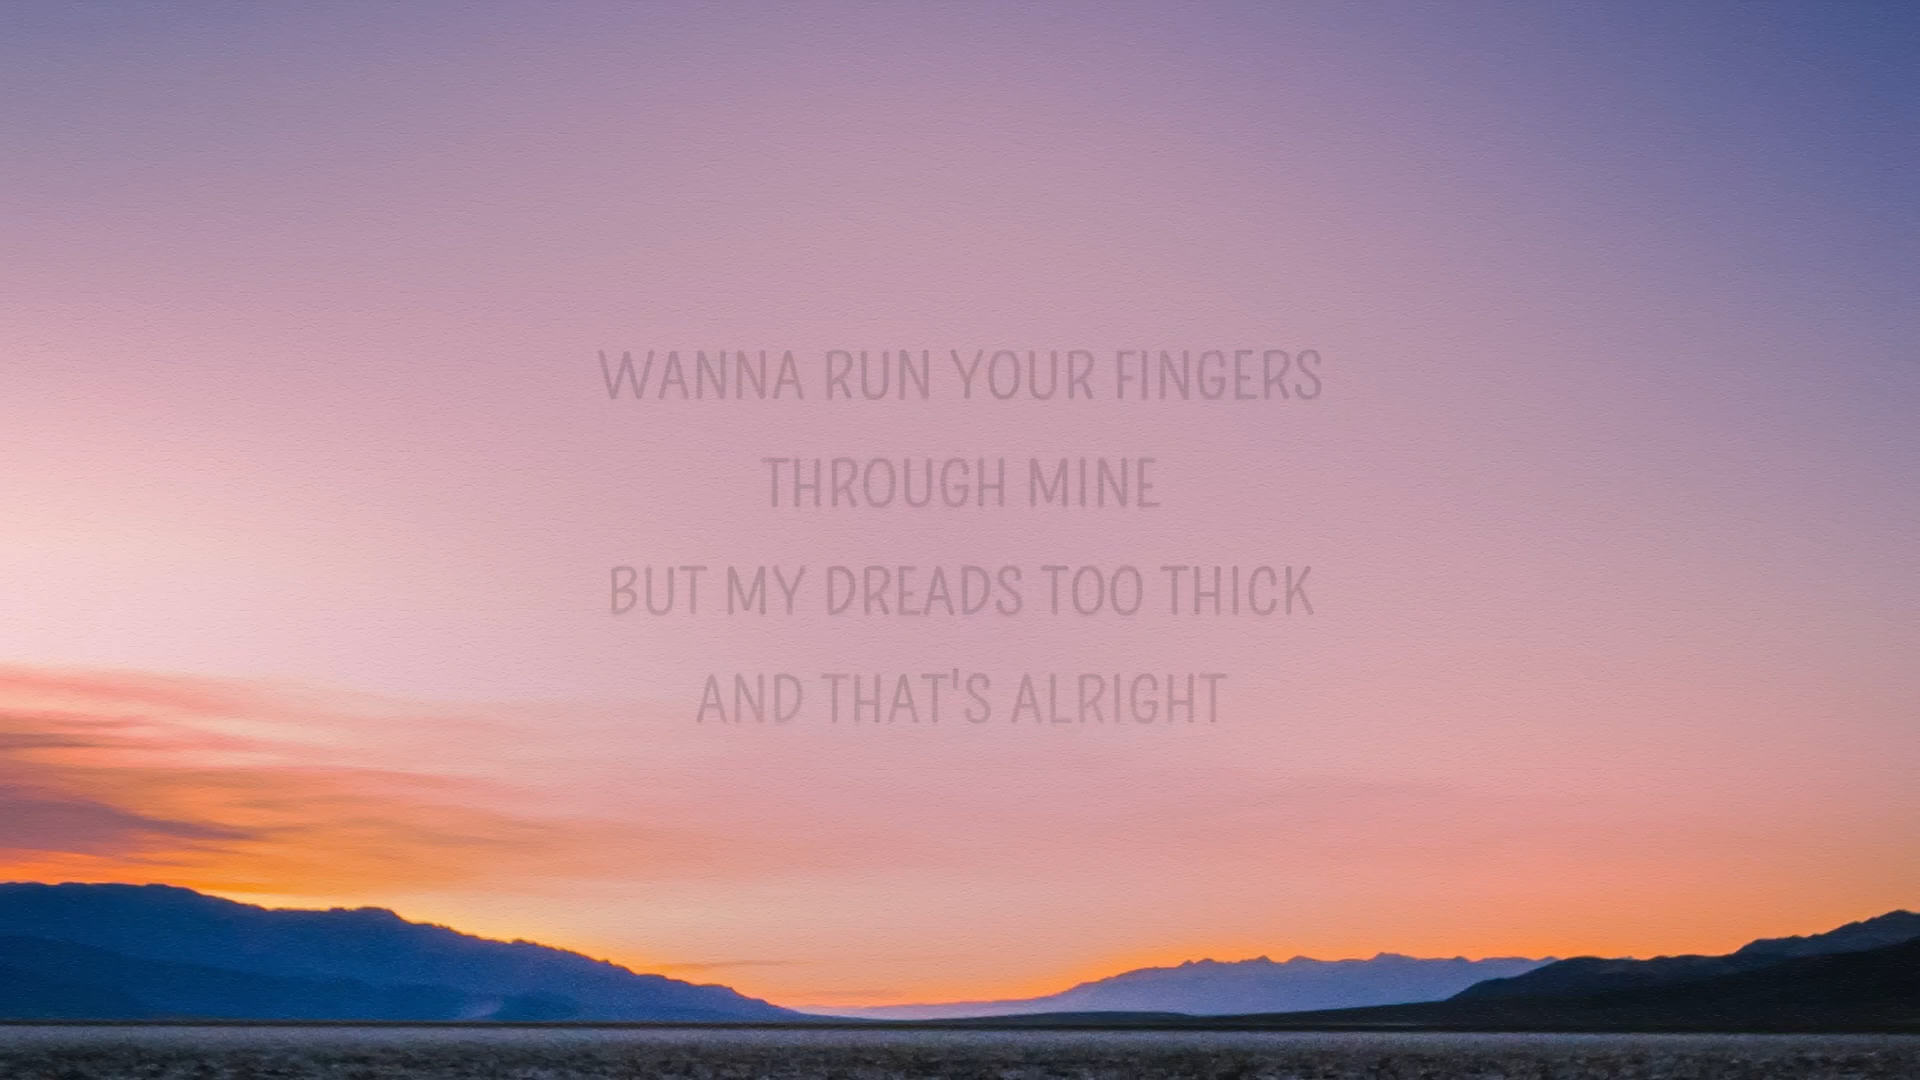 WANNA RUN YOUR FINGERS
THROUGH MINE
BUT MY DREADS TOO THICK
AND THAT'S ALRIGHT